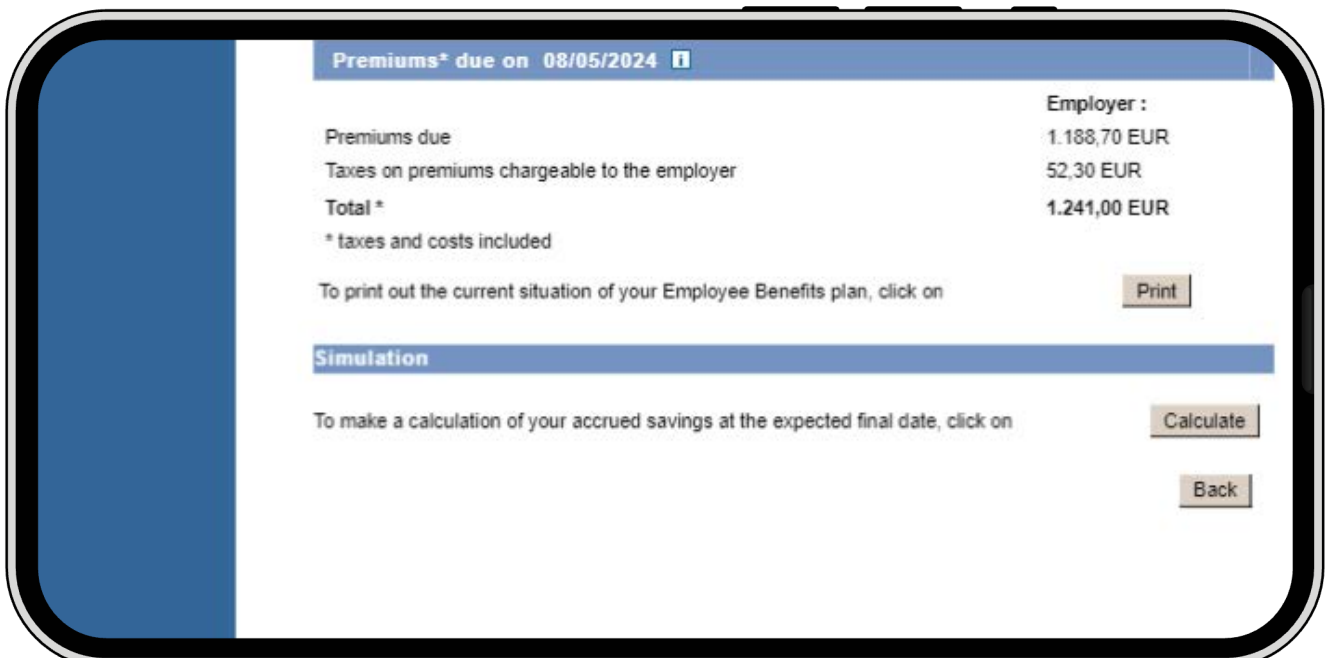 Premiums* due on 08/05/2024 i
Employer :
Premiums due 1.188,70 EUR
Taxes on premiums chargeable to the employer 52,30 EUR
Total * 1.241,00 EUR
* taxes and costs included
To print out the current situation of your Employee Benefits plan, click on Print
Simulation
To make a calculation of your accrued savings at the expected final date, click on Calculate
Back